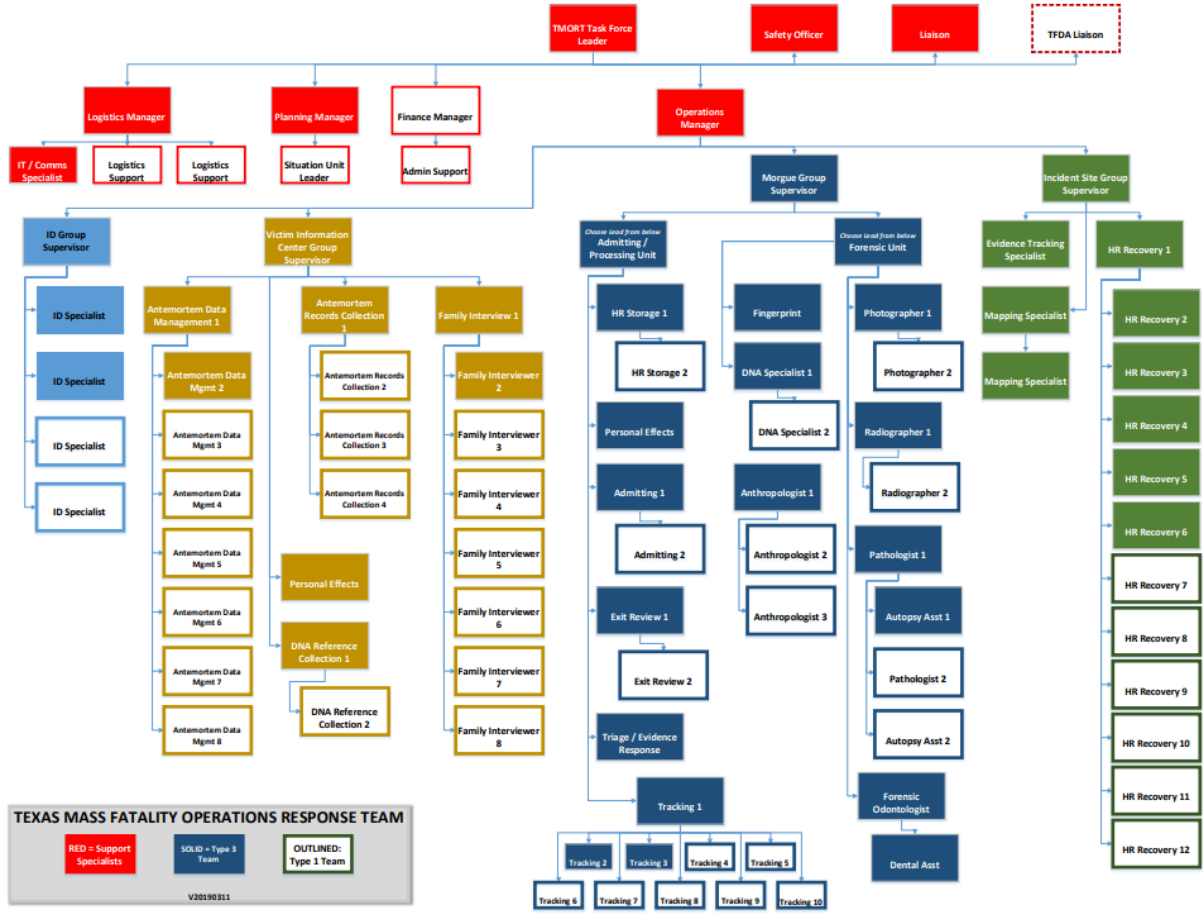 TMORT Task Force
Leader
Safety Officer
Liaison
TFDA Liaison
Logistics Manager
Planning Manager
Finance Manager
Operations
Manager
IT / Comms
Specialist
Logistics
Support
Logistics
Support
Situation Unit
Leader
Admin Support
Morgue Group
Supervisor
Incident Site Group
Supervisor
ID Group
Supervisor
Victim Information
Center Group
Supervisor
Choose Lead from below
Admitting /
Processing Unit
Choose Lead from below
Forensic Unit
Evidence Tracking
Specialist
HR Recovery 1
ID Specialist
ID Specialist
ID Specialist
ID Specialist
Antemortem Data
Management 1
Antemortem Data
Mgmt 2
Antemortem Data
Mgmt 3
Antemortem Data
Mgmt 4
Antemortem Data
Mgmt 5
Antemortem Data
Mgmt 6
Antemortem Data
Mgmt 7
Antemortem Data
Mgmt 8
Antemortem
Records Collection
1
Antemortem Records
Collection 2
Antemortem Records
Collection 3
Antemortem Records
Collection 4
Personal Effects
DNA Reference
Collection 1
DNA Reference
Collection 2
Family Interview 1
Family Interviewer
2
Family Interviewer
3
Family Interviewer
4
Family Interviewer
5
Family Interviewer
6
Family Interviewer
7
Family Interviewer
8
HR Storage 1
HR Storage 2
Personal Effects
Admitting 1
Admitting 2
Exit Review 1
Exit Review 2
Triage / Evidence
Response
Tracking 1
Tracking 2
Tracking 3
Tracking 4
Tracking 5
Tracking 6
Tracking 7
Tracking 8
Tracking 9
Tracking 10
Fingerprint
DNA Specialist 1
DNA Specialist 2
Anthropologist 1
Anthropologist 2
Anthropologist 3
Photographer 1
Photographer 2
Radiographer 1
Radiographer 2
Pathologist 1
Autopsy Asst 1
Pathologist 2
Autopsy Asst 2
Forensic
Odontologist
Dental Asst
Mapping Specialist
Mapping Specialist
HR Recovery 2
HR Recovery 3
HR Recovery 4
HR Recovery 5
HR Recovery 6
HR Recovery 7
HR Recovery 8
HR Recovery 9
HR Recovery 10
HR Recovery 11
HR Recovery 12
TEXAS MASS FATALITY OPERATIONS RESPONSE TEAM
RED = Support
Specialists
SOLID = Type 3
Team
OUTLINED:
Type 1 Team
V20190311